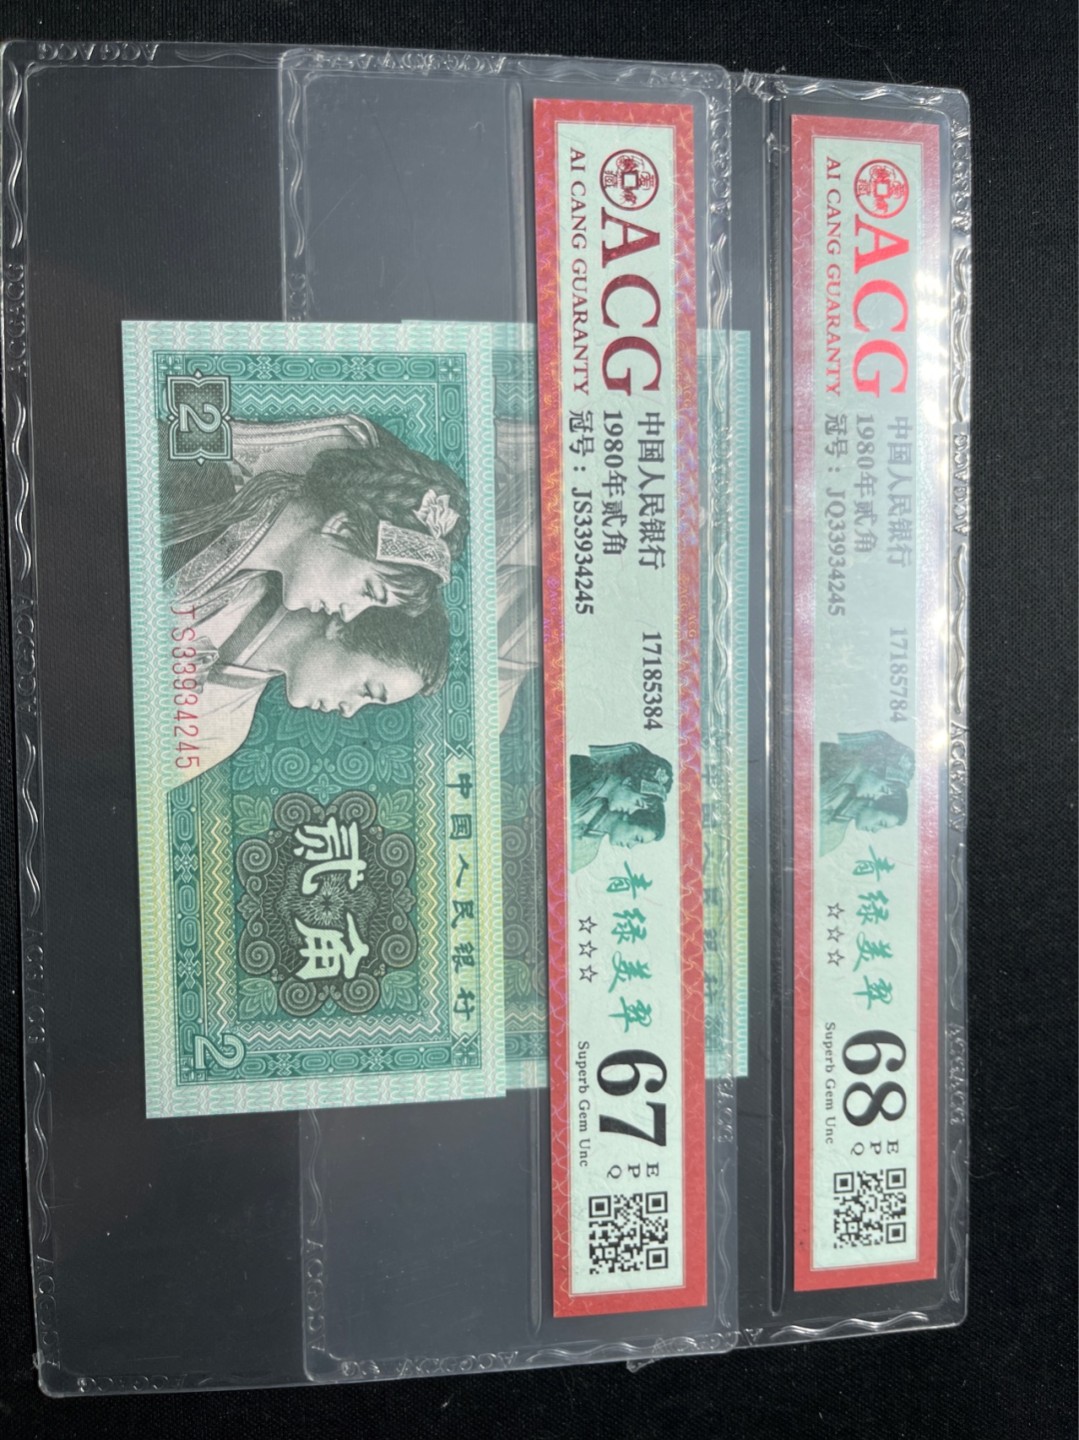 ACG
AI CANG GUARANTY
中国人民银行 17185784
1980年贰角
冠号：JQ33934245
青绿美翠
☆☆☆
68 EPQ
Superb Gem Unc
ACG
AI CANG GUARANTY
中国人民银行 17185384
1980年贰角
冠号：JS33934245
青绿美翠
☆☆☆
67 EPQ
Superb Gem Unc
中国人民银行
贰角
2
2
JS33934245